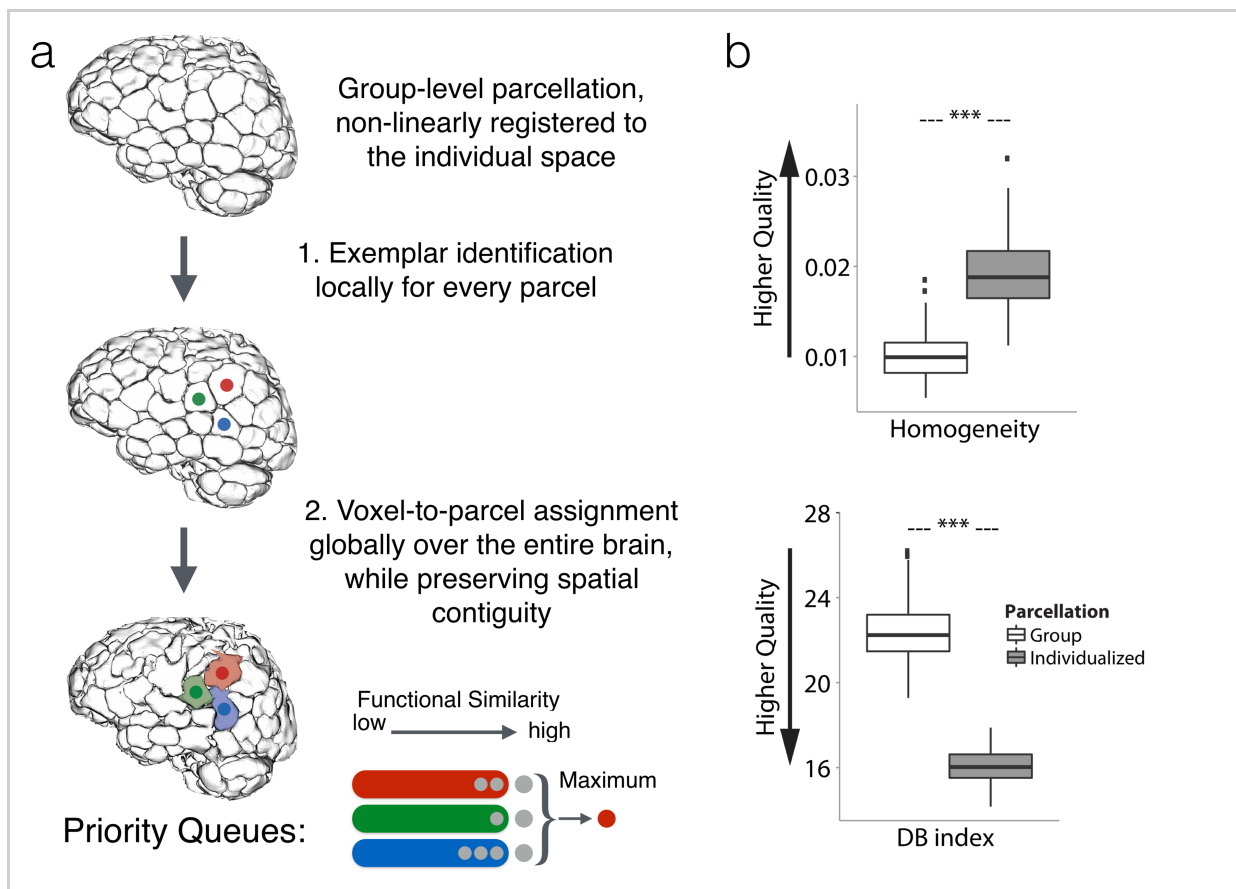 a
Group-level parcellation,
non-linearly registered to
the individual space
1. Exemplar identification
locally for every parcel
2. Voxel-to-parcel assignment
globally over the entire brain,
while preserving spatial
contiguity
Functional Similarity
low
high
Maximum
Priority Queues:
b
Higher Quality
--- *** ---
0.03
0.02
0.01
Homogeneity
Higher Quality
28
24
20
16
--- *** ---
Parcellation
Group
Individualized
DB index